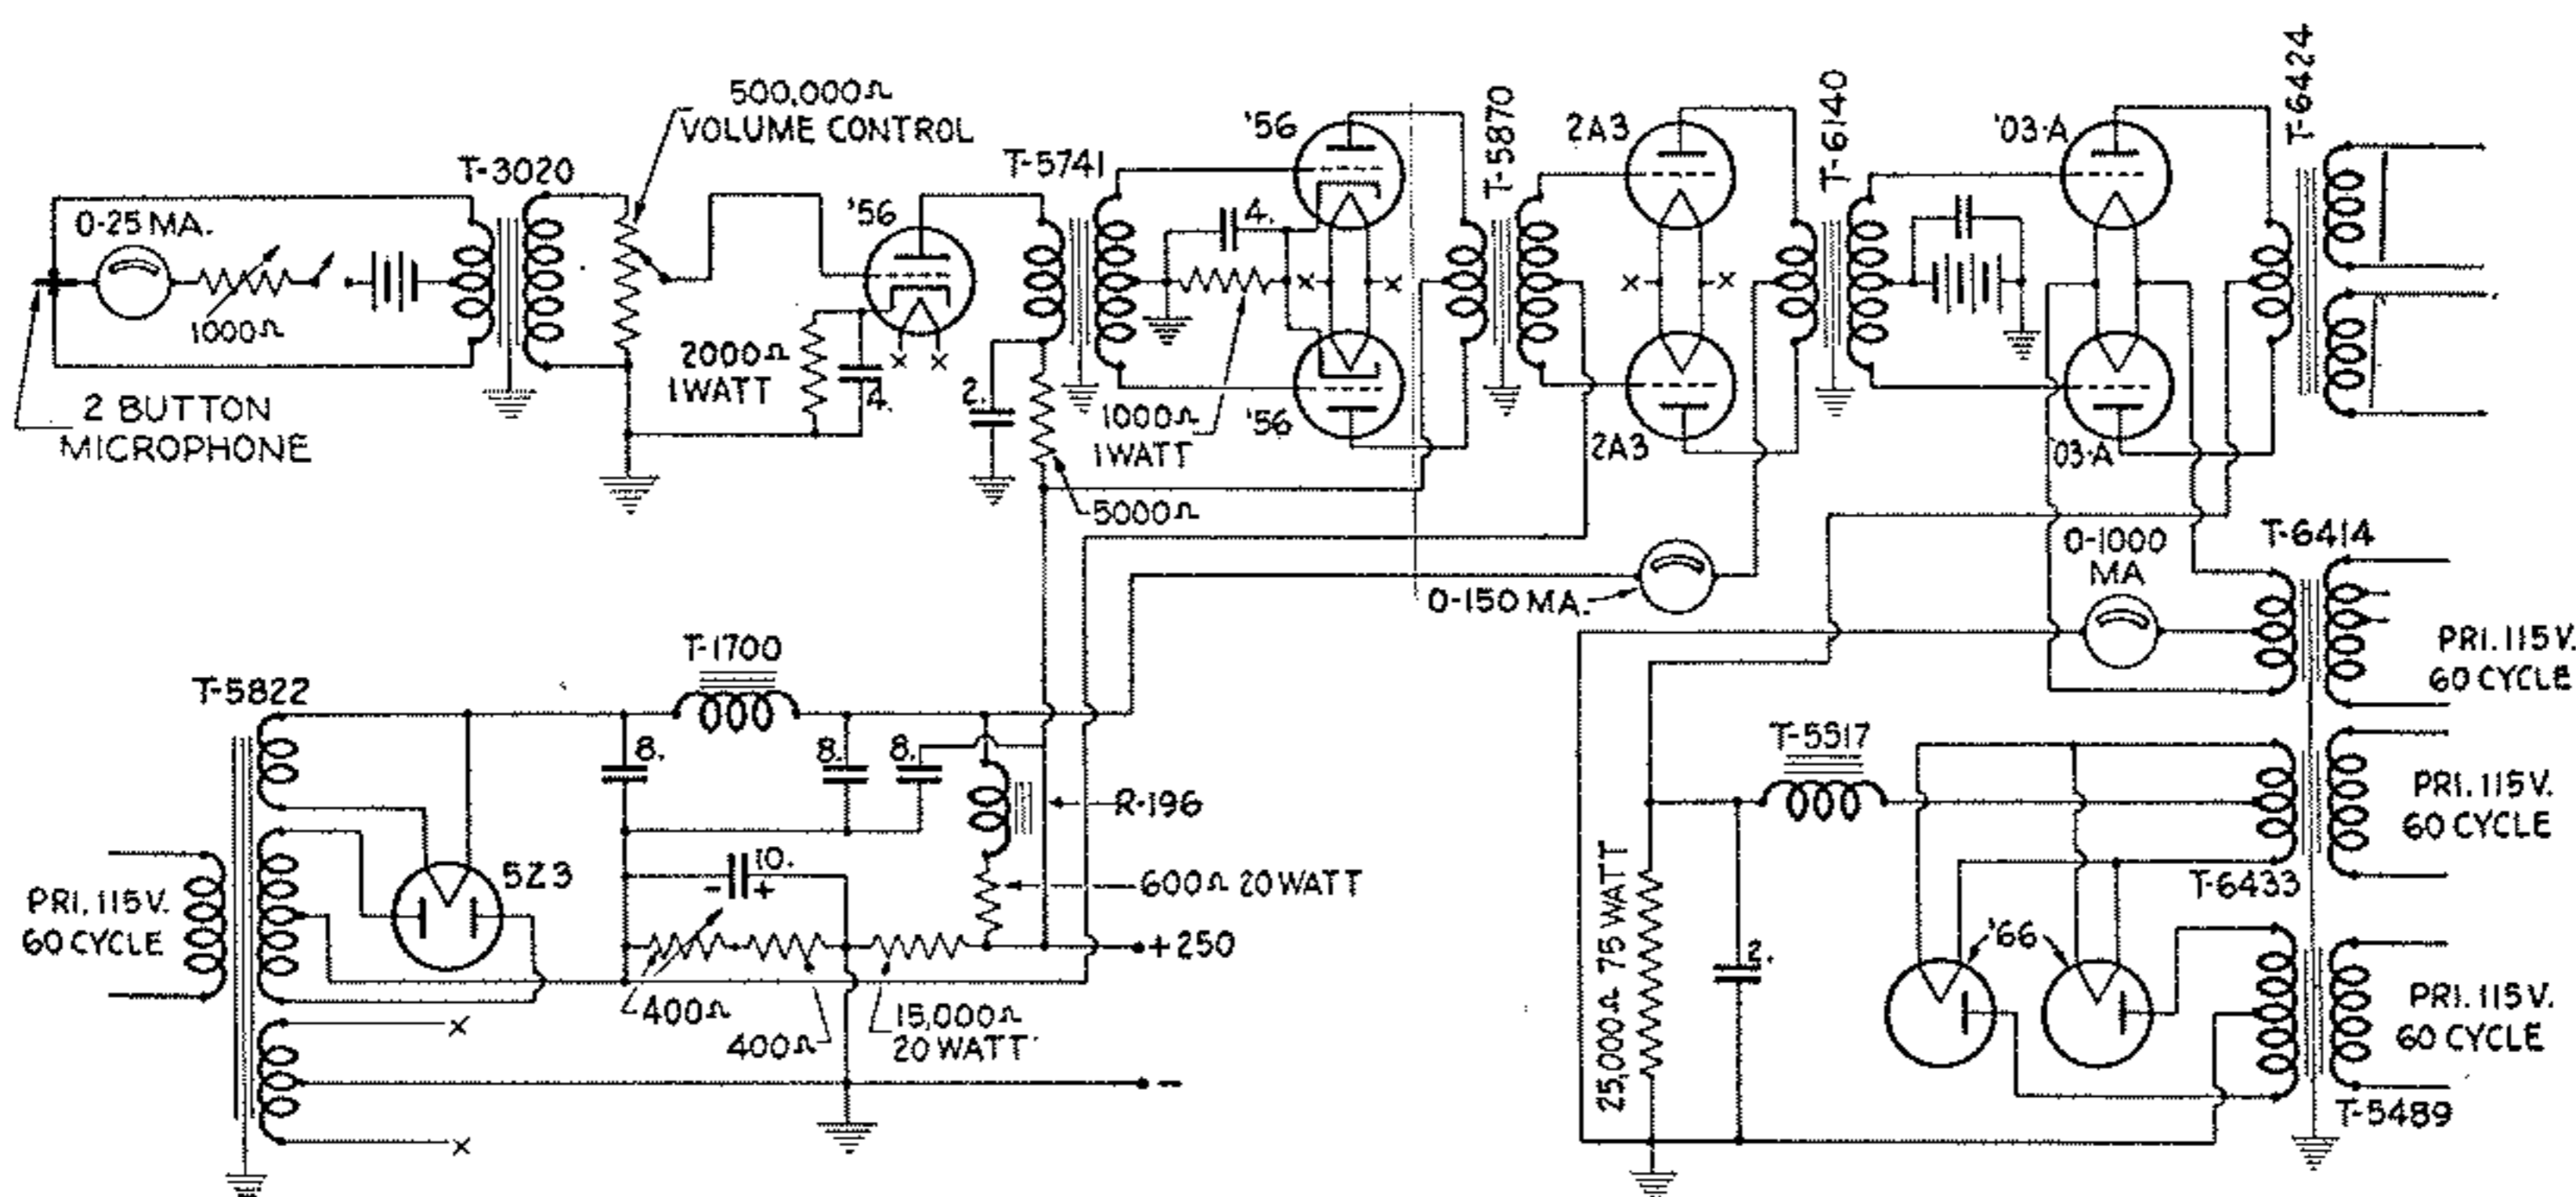 500,000Ω
VOLUME CONTROL
T-3020
0-25 MA.
1000Ω
2 BUTTON
MICROPHONE
'56
2000Ω
1 WATT
4.
T-5741
2.
5000Ω
'56
4.
1000Ω
1 WATT
'56
T-5870
2A3
2A3
T-6140
'03-A
'03-A
T-6424
0-150 MA.
0-1000
MA
T-6414
PRI. 115 V.
60 CYCLE
T-5822
T-1700
8.
8.
8.
R-196
5Z3
10.
- +
600Ω 20 WATT
PRI. 115 V.
60 CYCLE
+250
400Ω
400Ω
15,000Ω
20 WATT
-
x
x
T-5517
PRI. 115 V.
60 CYCLE
T-6433
'66
25,000Ω 75 WATT
2.
PRI. 115 V.
60 CYCLE
T-5489